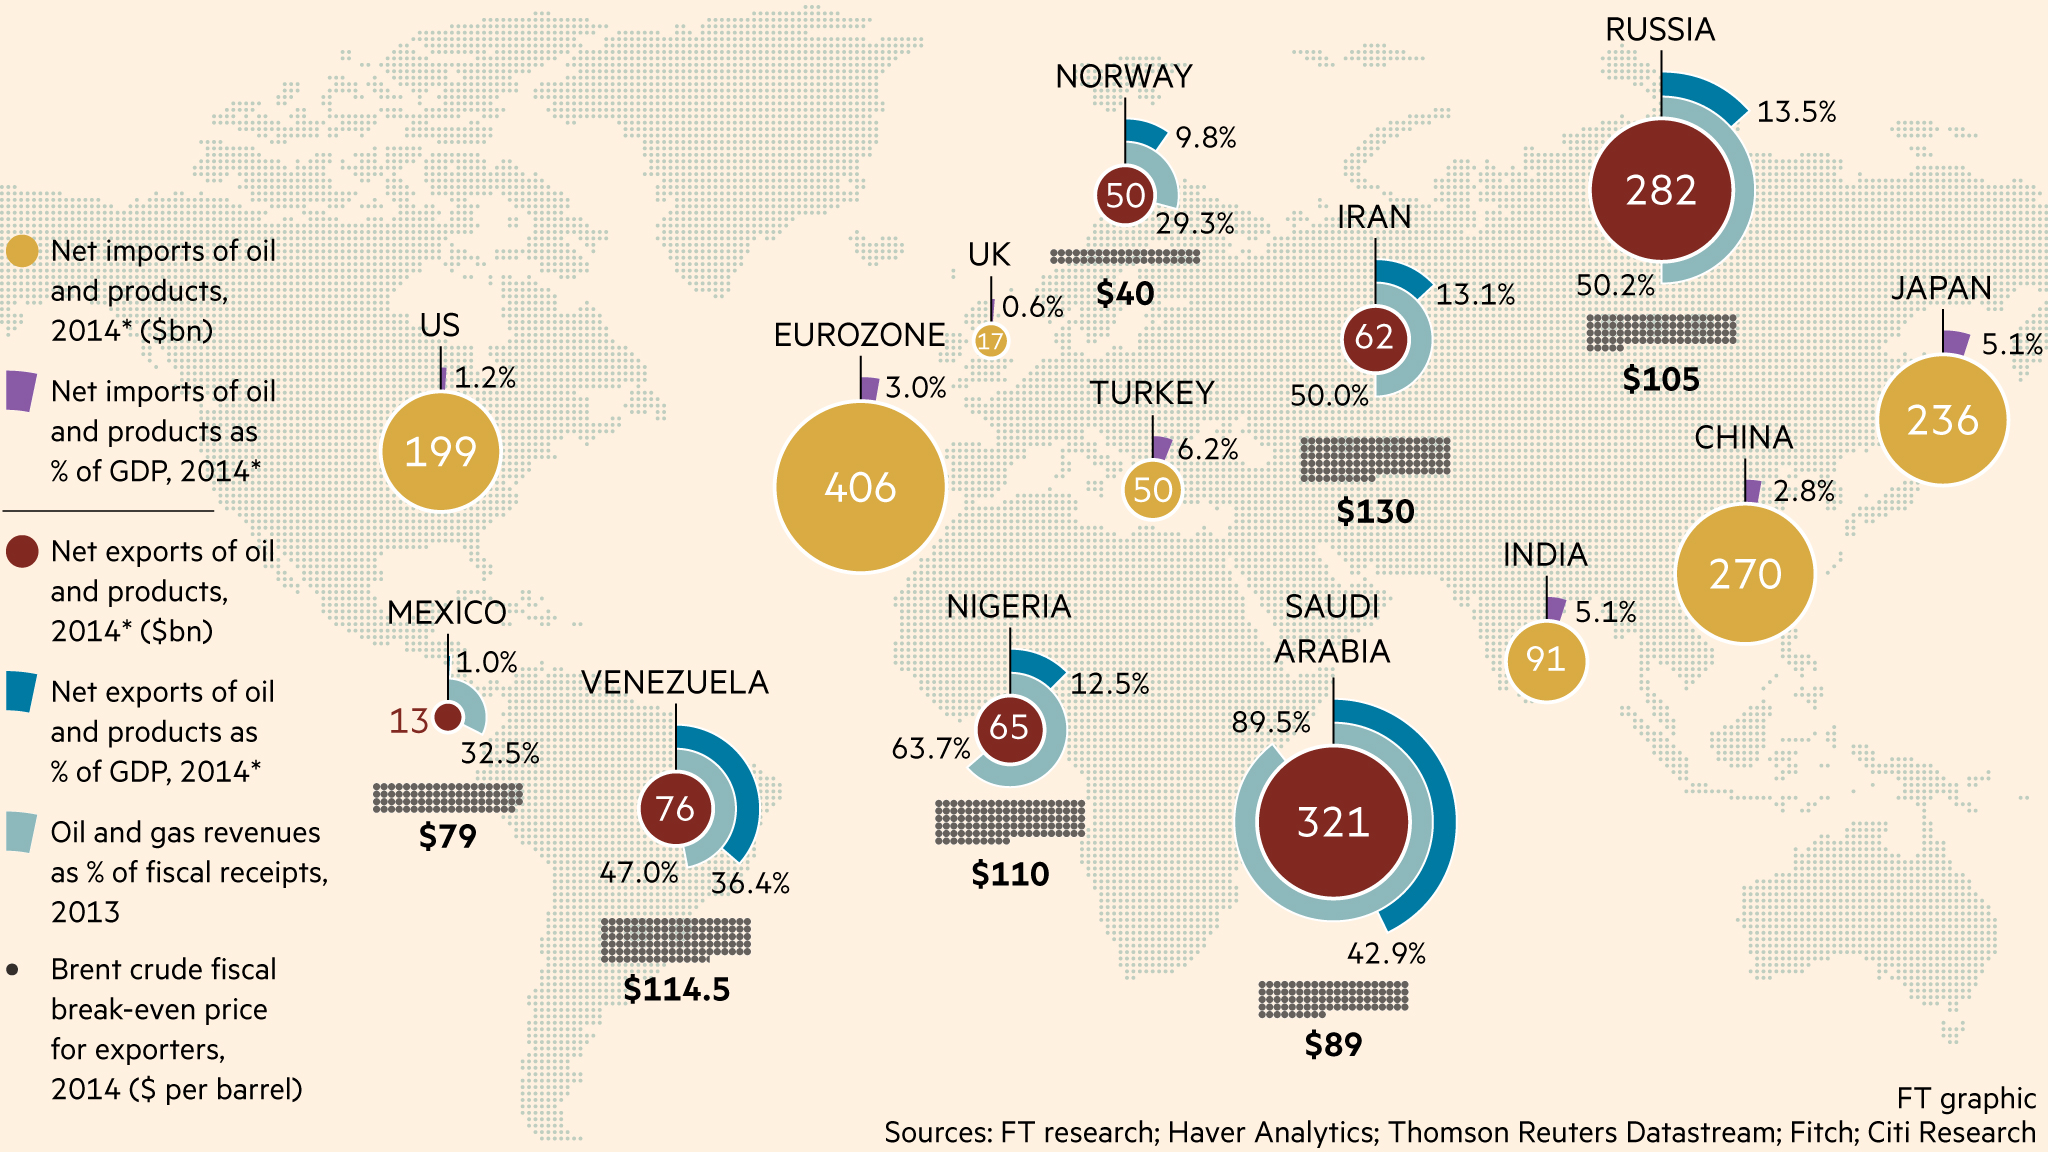 Net imports of oil
and products,
2014* ($bn)
Net imports of oil
and products as
% of GDP, 2014*
Net exports of oil
and products,
2014* ($bn)
Net exports of oil
and products as
% of GDP, 2014*
Oil and gas revenues
as % of fiscal receipts,
2013
Brent crude fiscal
break-even price
for exporters,
2014 ($ per barrel)
US
1.2%
199
MEXICO
1.0%
13
32.5%
$79
VENEZUELA
76
47.0%
36.4%
$114.5
EUROZONE
3.0%
406
UK
0.6%
17
NORWAY
9.8%
50
29.3%
$40
TURKEY
6.2%
50
NIGERIA
12.5%
65
63.7%
$110
IRAN
13.1%
62
50.0%
$130
SAUDI
ARABIA
89.5%
321
42.9%
$89
RUSSIA
13.5%
282
50.2%
$105
INDIA
5.1%
91
CHINA
2.8%
270
JAPAN
5.1%
236
FT graphic
Sources: FT research; Haver Analytics; Thomson Reuters Datastream; Fitch; Citi Research